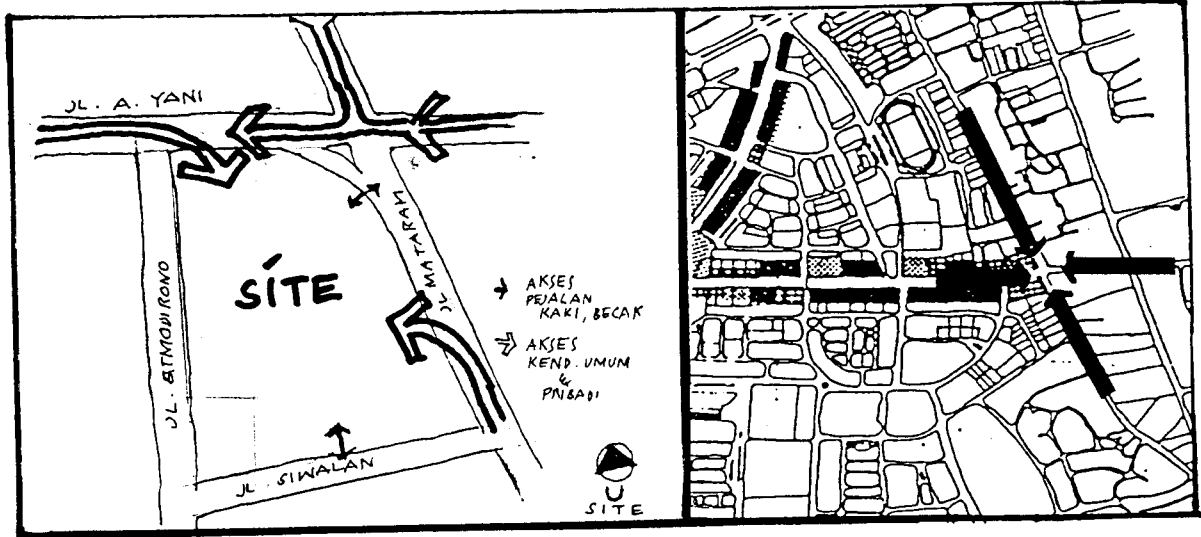 JL. A. YANI
JL. ATMODIRONO
SITE
JL MATARAM
AKSES
PEJALAN
KAKI, BECAK
AKSES
KEND. UMUM
&
PRIBADI
JL. SIWALAN
U
SITE